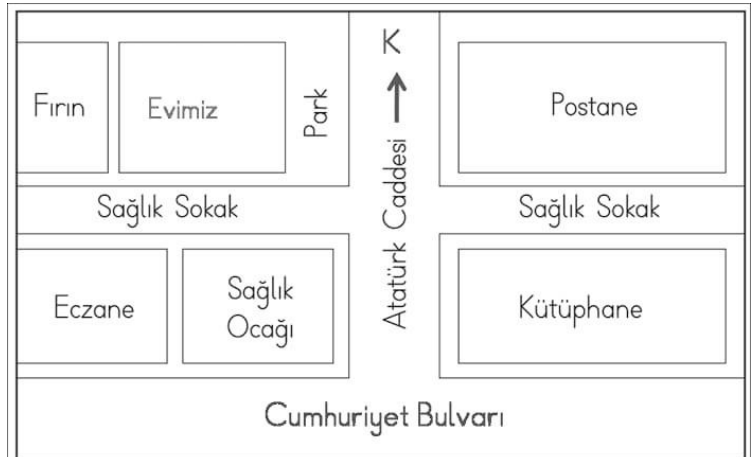 K
Fırın
Evimiz
Park
Postane
Sağlık Sokak
Atatürk Caddesi
Sağlık Sokak
Eczane
Sağlık
Ocağı
Kütüphane
Cumhuriyet Bulvarı